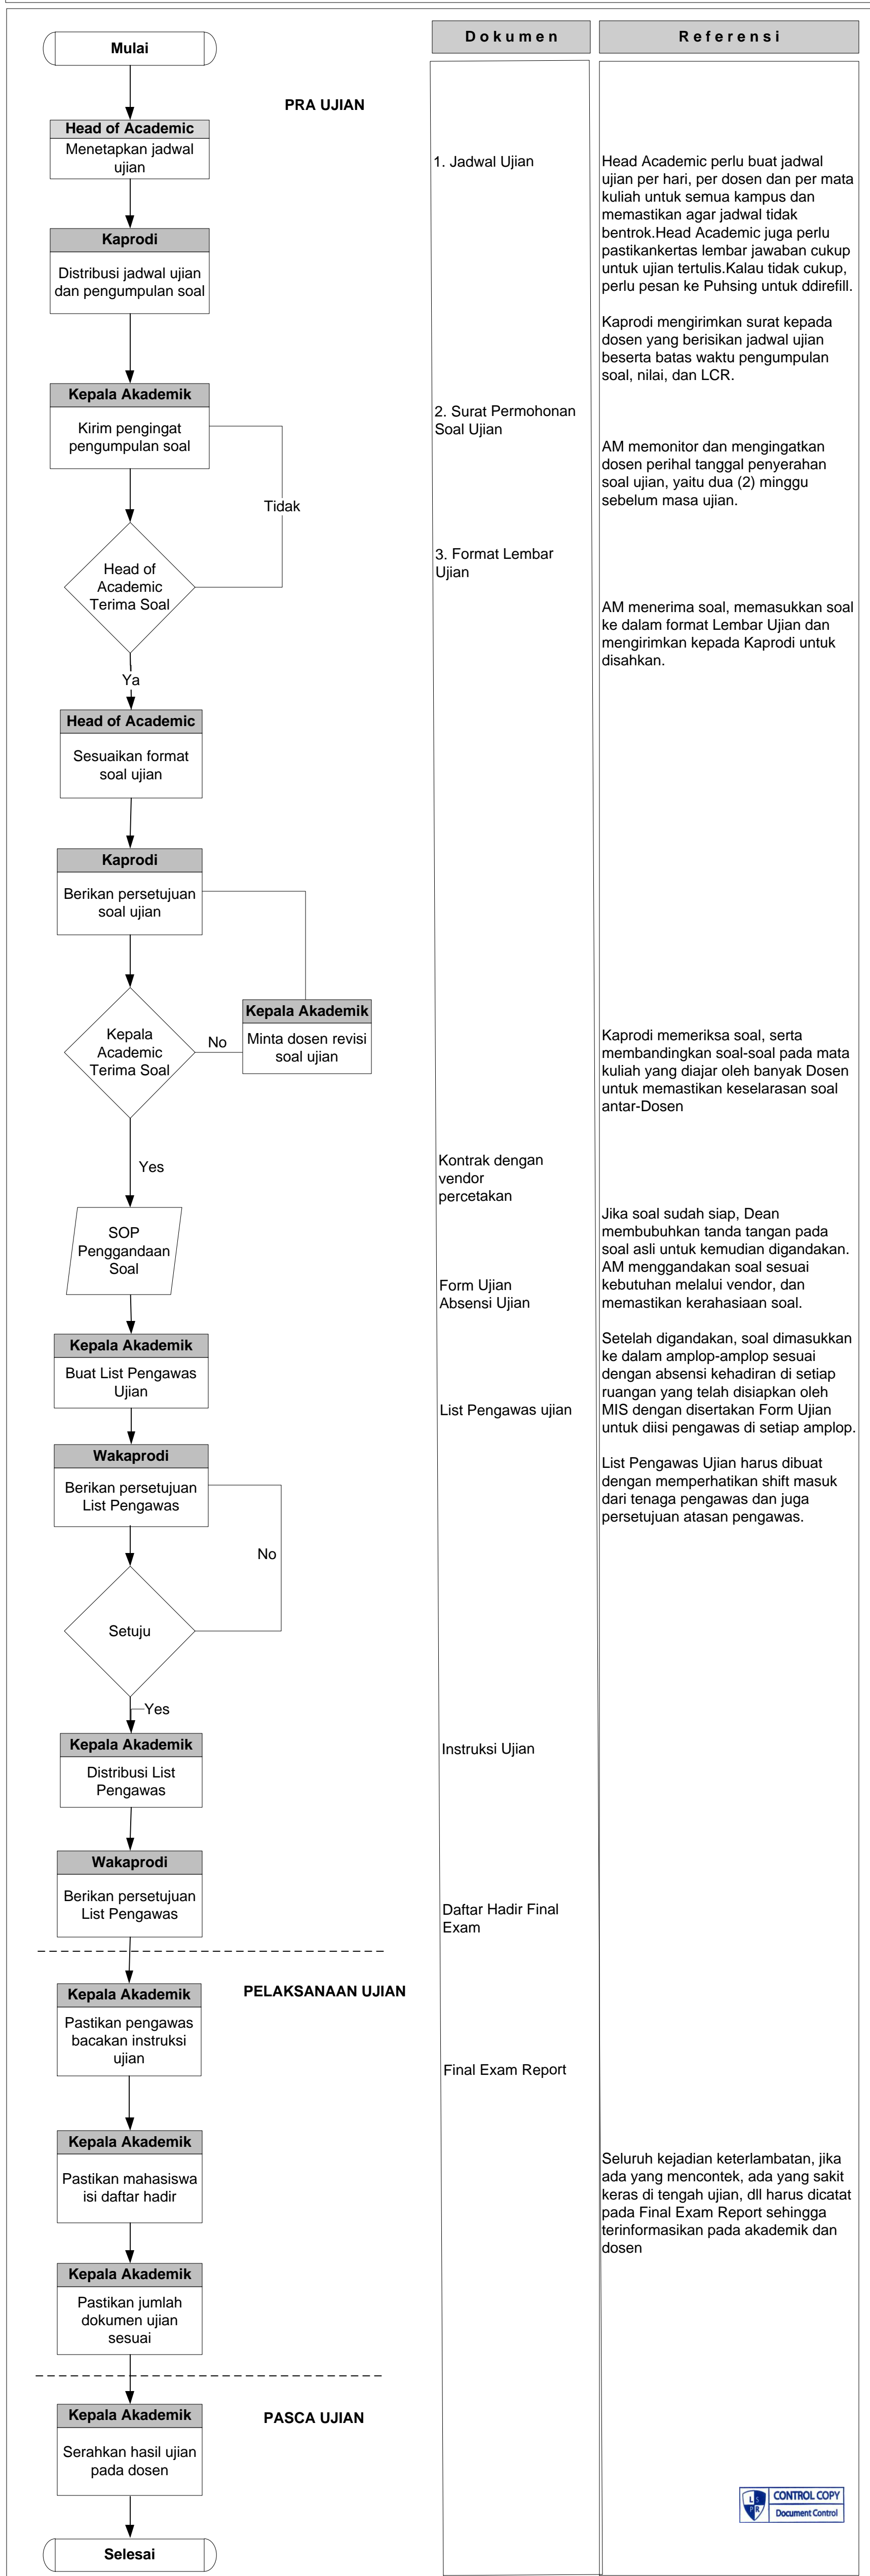 Mulai
PRA UJIAN
Head of Academic
Menetapkan jadwal
ujian
Kaprodi
Distribusi jadwal ujian
dan pengumpulan soal
Kepala Akademik
Kirim pengingat
pengumpulan soal
Tidak
Head of
Academic
Terima Soal
Ya
Head of Academic
Sesuaikan format
soal ujian
Kaprodi
Berikan persetujuan
soal ujian
Kepala
Academic
Terima Soal
No
Kepala Akademik
Minta dosen revisi
soal ujian
Yes
SOP
Penggandaan
Soal
Kepala Akademik
Buat List Pengawas
Ujian
Wakaprodi
Berikan persetujuan
List Pengawas
No
Setuju
Yes
Kepala Akademik
Distribusi List
Pengawas
Wakaprodi
Berikan persetujuan
List Pengawas
PELAKSANAAN UJIAN
Kepala Akademik
Pastikan pengawas
bacakan instruksi
ujian
Kepala Akademik
Pastikan mahasiswa
isi daftar hadir
Kepala Akademik
Pastikan jumlah
dokumen ujian
sesuai
PASCA UJIAN
Kepala Akademik
Serahkan hasil ujian
pada dosen
Selesai
Dokumen
1. Jadwal Ujian
2. Surat Permohonan
Soal Ujian
3. Format Lembar
Ujian
Kontrak dengan
vendor
percetakan
Form Ujian
Absensi Ujian
List Pengawas ujian
Instruksi Ujian
Daftar Hadir Final
Exam
Final Exam Report
Referensi
Head Academic perlu buat jadwal
ujian per hari, per dosen dan per mata
kuliah untuk semua kampus dan
memastikan agar jadwal tidak
bentrok.Head Academic juga perlu
pastikankertas lembar jawaban cukup
untuk ujian tertulis.Kalau tidak cukup,
perlu pesan ke Puhsing untuk ddirefill.
Kaprodi mengirimkan surat kepada
dosen yang berisikan jadwal ujian
beserta batas waktu pengumpulan
soal, nilai, dan LCR.
AM memonitor dan mengingatkan
dosen perihal tanggal penyerahan
soal ujian, yaitu dua (2) minggu
sebelum masa ujian.
AM menerima soal, memasukkan soal
ke dalam format Lembar Ujian dan
mengirimkan kepada Kaprodi untuk
disahkan.
Kaprodi memeriksa soal, serta
membandingkan soal-soal pada mata
kuliah yang diajar oleh banyak Dosen
untuk memastikan keselarasan soal
antar-Dosen
Jika soal sudah siap, Dean
membubuhkan tanda tangan pada
soal asli untuk kemudian digandakan.
AM menggandakan soal sesuai
kebutuhan melalui vendor, dan
memastikan kerahasiaan soal.
Setelah digandakan, soal dimasukkan
ke dalam amplop-amplop sesuai
dengan absensi kehadiran di setiap
ruangan yang telah disiapkan oleh
MIS dengan disertakan Form Ujian
untuk diisi pengawas di setiap amplop.
List Pengawas Ujian harus dibuat
dengan memperhatikan shift masuk
dari tenaga pengawas dan juga
persetujuan atasan pengawas.
Seluruh kejadian keterlambatan, jika
ada yang mencontek, ada yang sakit
keras di tengah ujian, dll harus dicatat
pada Final Exam Report sehingga
terinformasikan pada akademik dan
dosen
LS
PR
CONTROL COPY
Document Control